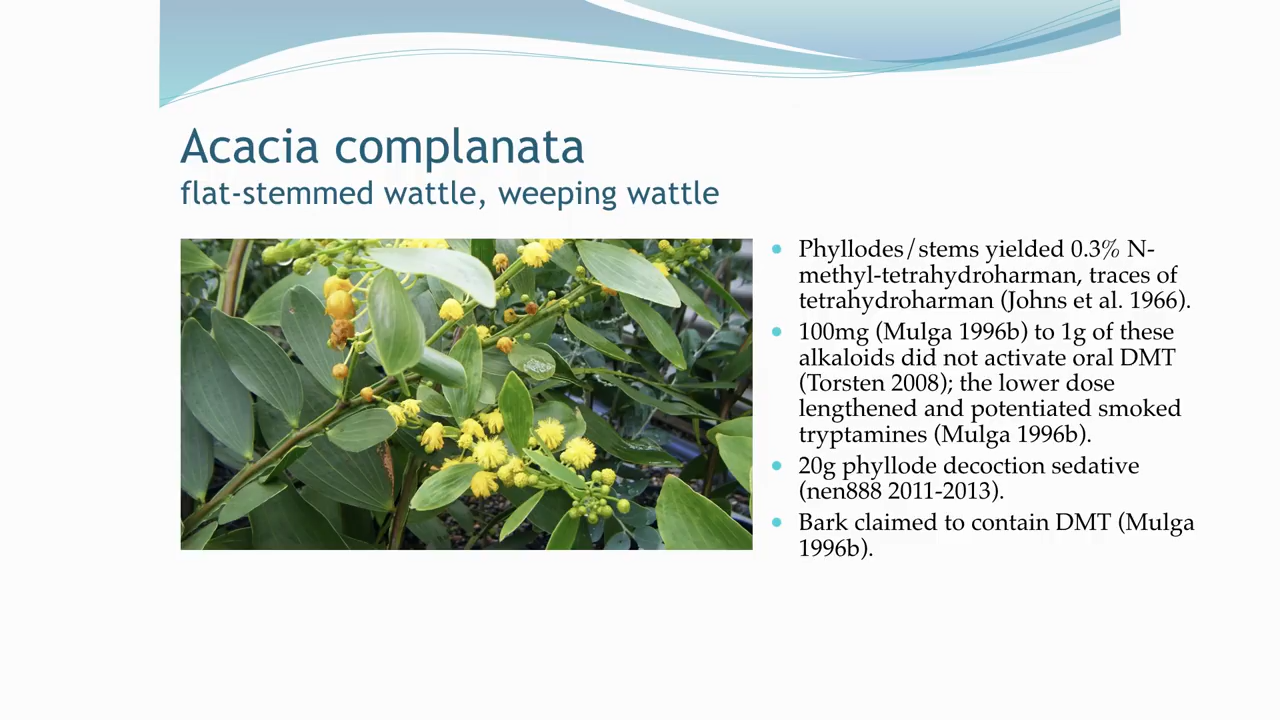 Acacia complanata
flat-stemmed wattle, weeping wattle
Phyllodes/stems yielded 0.3% N-
methyl-tetrahydroharman, traces of
tetrahydroharman (Johns et al. 1966).
100mg (Mulga 1996b) to 1g of these
alkaloids did not activate oral DMT
(Torsten 2008); the lower dose
lengthened and potentiated smoked
tryptamines (Mulga 1996b).
20g phyllode decoction sedative
(nen888 2011-2013).
Bark claimed to contain DMT (Mulga
1996b).